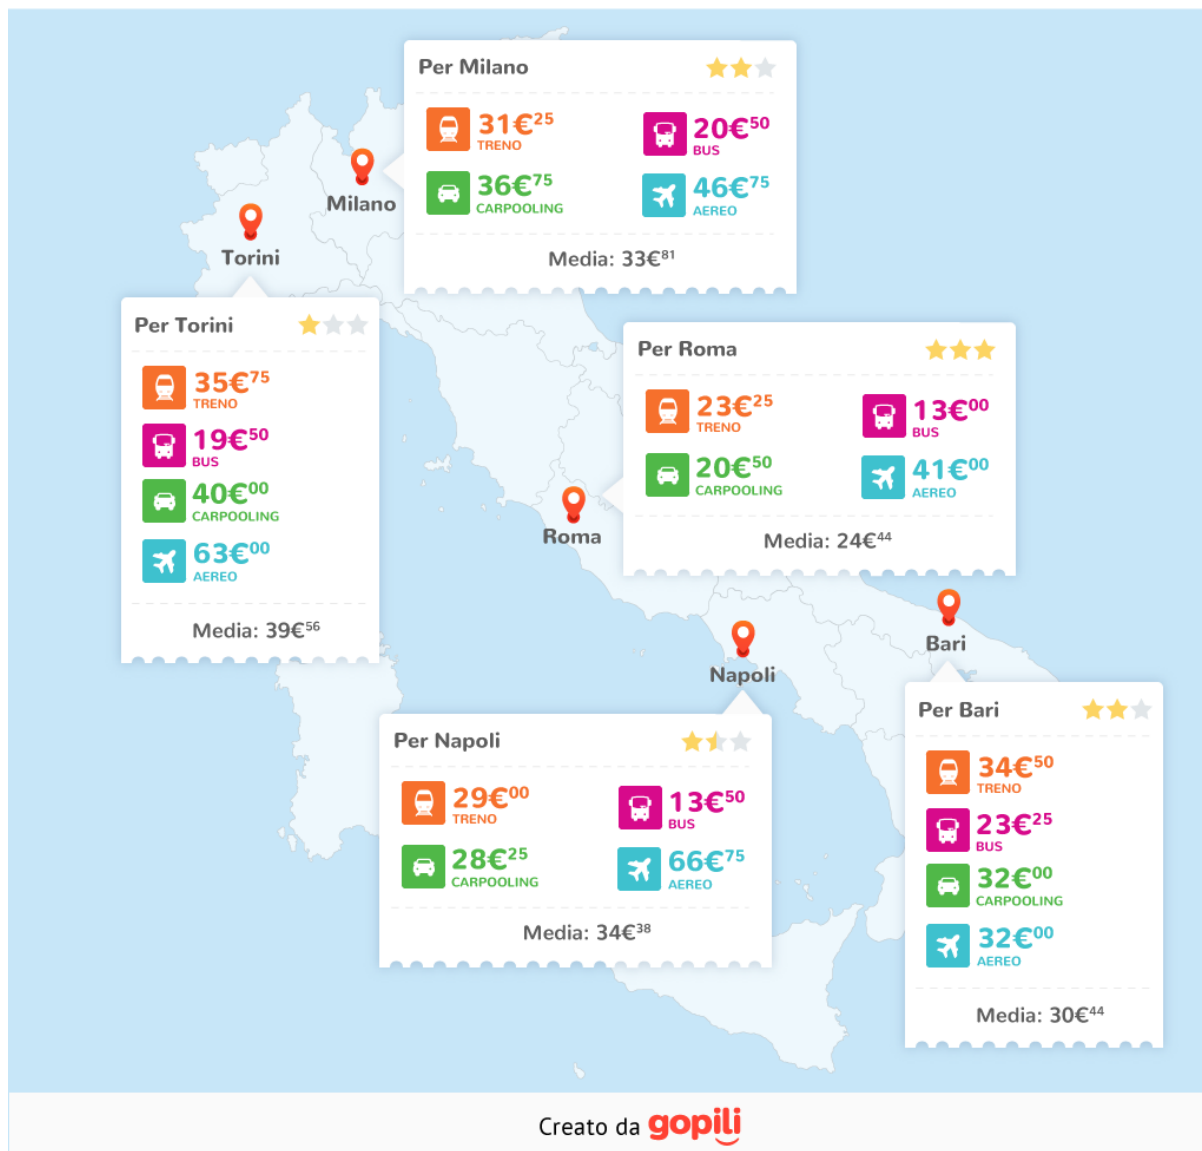 Per Milano
31€25
TRENO
20€50
BUS
36€75
CARPOOLING
46€75
AEREO
Media: 33€81
Milano
Torini
Per Torini
35€75
TRENO
19€50
BUS
40€00
CARPOOLING
63€00
AEREO
Media: 39€56
Per Roma
23€25
TRENO
13€00
BUS
20€50
CARPOOLING
41€00
AEREO
Media: 24€44
Roma
Bari
Napoli
Per Napoli
29€00
TRENO
13€50
BUS
28€25
CARPOOLING
66€75
AEREO
Media: 34€38
Per Bari
34€50
TRENO
23€25
BUS
32€00
CARPOOLING
32€00
AEREO
Media: 30€44
Creato da gopili